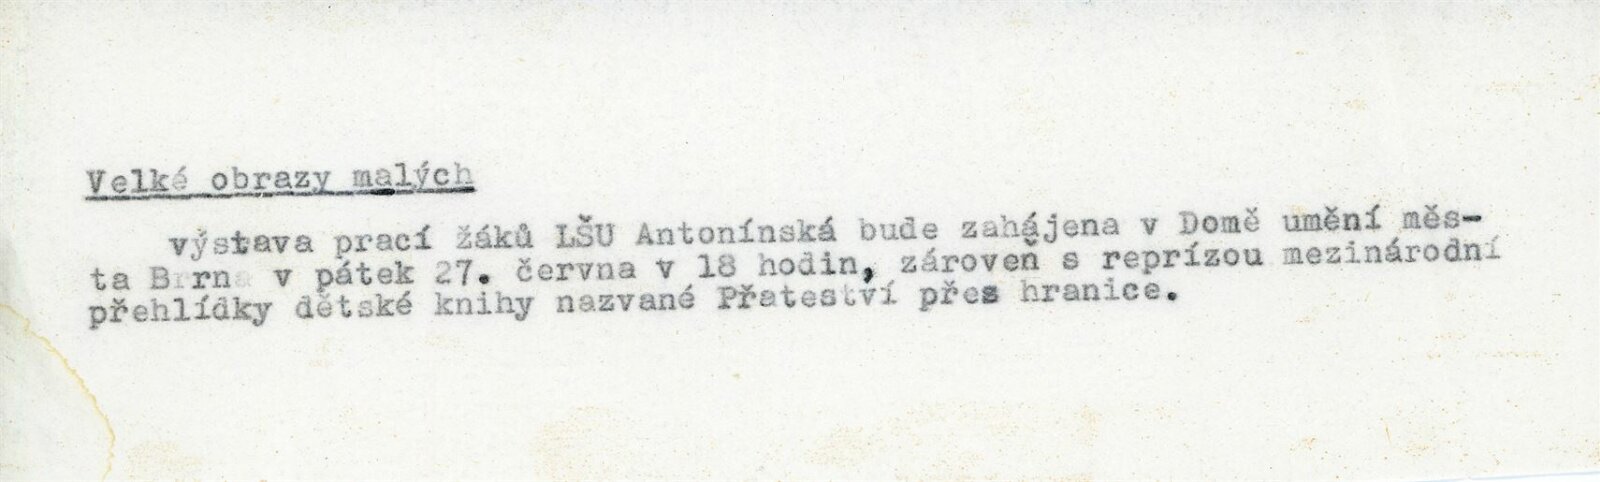 Velké obrazy malých
výstava prací žáků LŠU Antonínská bude zahájena v Domě umění měs-
ta Brna v pátek 27. června v 18 hodin, zároveň s reprízou mezinárodní
přehlídky dětské knihy nazvané Přateství přes hranice.